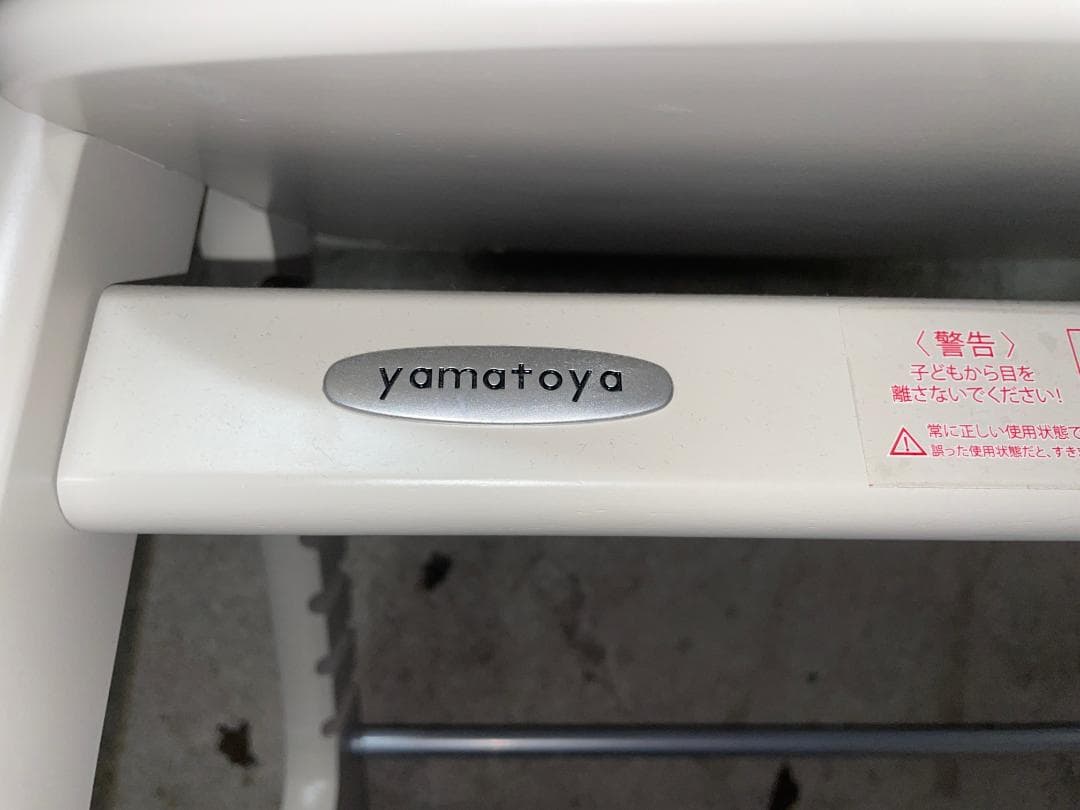 yamatoya
〈警告〉
子どもから目を
離さないでください!
常に正しい使用状態で
誤った使用状態だと、すき